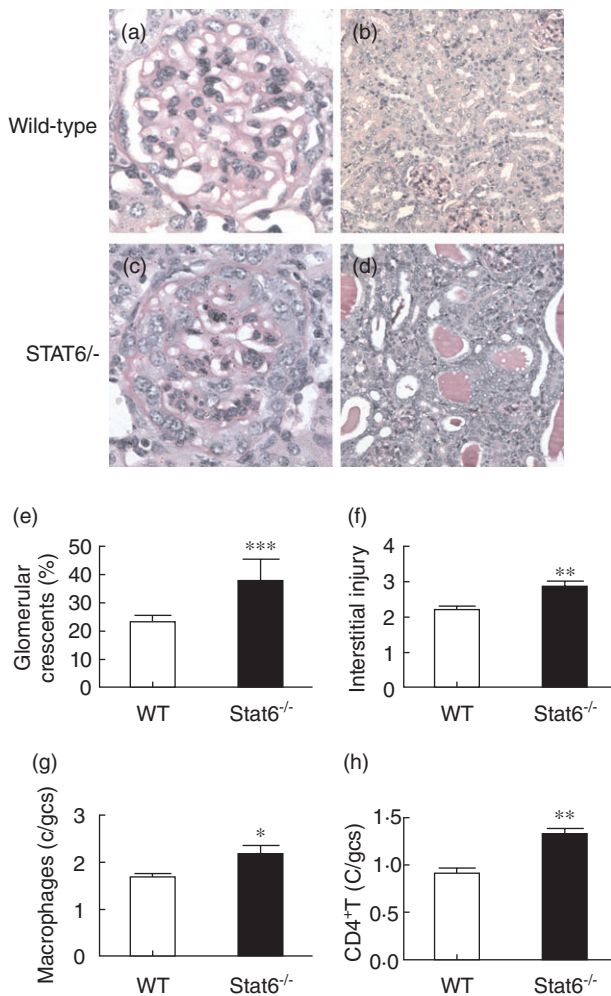 (a)
(b)
Wild-type
(c)
(d)
STAT6/-
(e)
(f)
Glomerular
crescents (%)
50
40
30
20
10
0
***
WT
Stat6-/-
Interstitial injury
4
3
2
1
0
**
WT
Stat6-/-
(g)
(h)
Macrophages (c/gcs)
3
2
1
0
*
WT
Stat6-/-
CD4+T (C/gcs)
1·5
1·0
0·5
0·0
**
WT
Stat6-/-